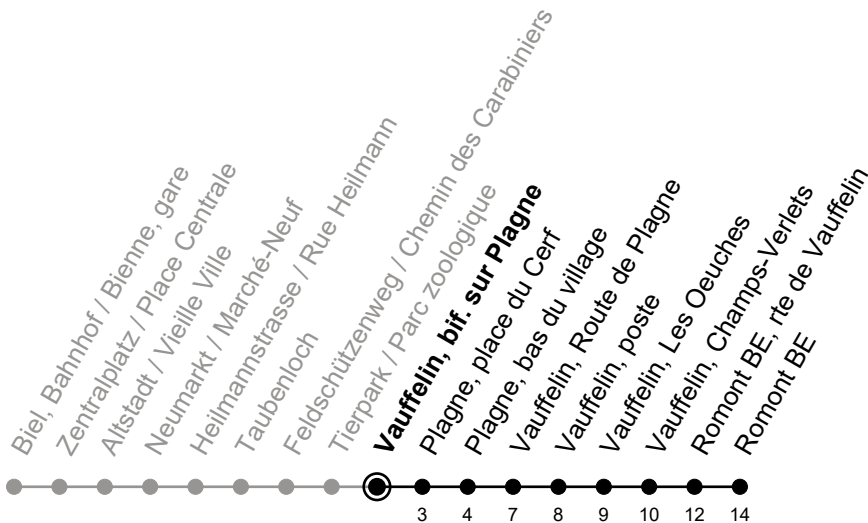 Biel, Bahnhof / Bienne, gare
Zentralplatz / Place Centrale
Altstadt / Vieille Ville
Neumarkt / Marché-Neuf
Heilmannstrasse / Rue Heilmann
Taubenloch
Feldschützenweg / Chemin des Carabiniers
Tierpark / Parc zoologique
Vauffelin, bif. sur Plagne
Plagne, place du Cerf
Plagne, bas du village
Vauffelin, Route de Plagne
Vauffelin, poste
Vauffelin, Les Oeuches
Vauffelin, Champs-Verlets
Romont BE, rte de Vauffelin
Romont BE
3 4 7 8 9 10 12 14